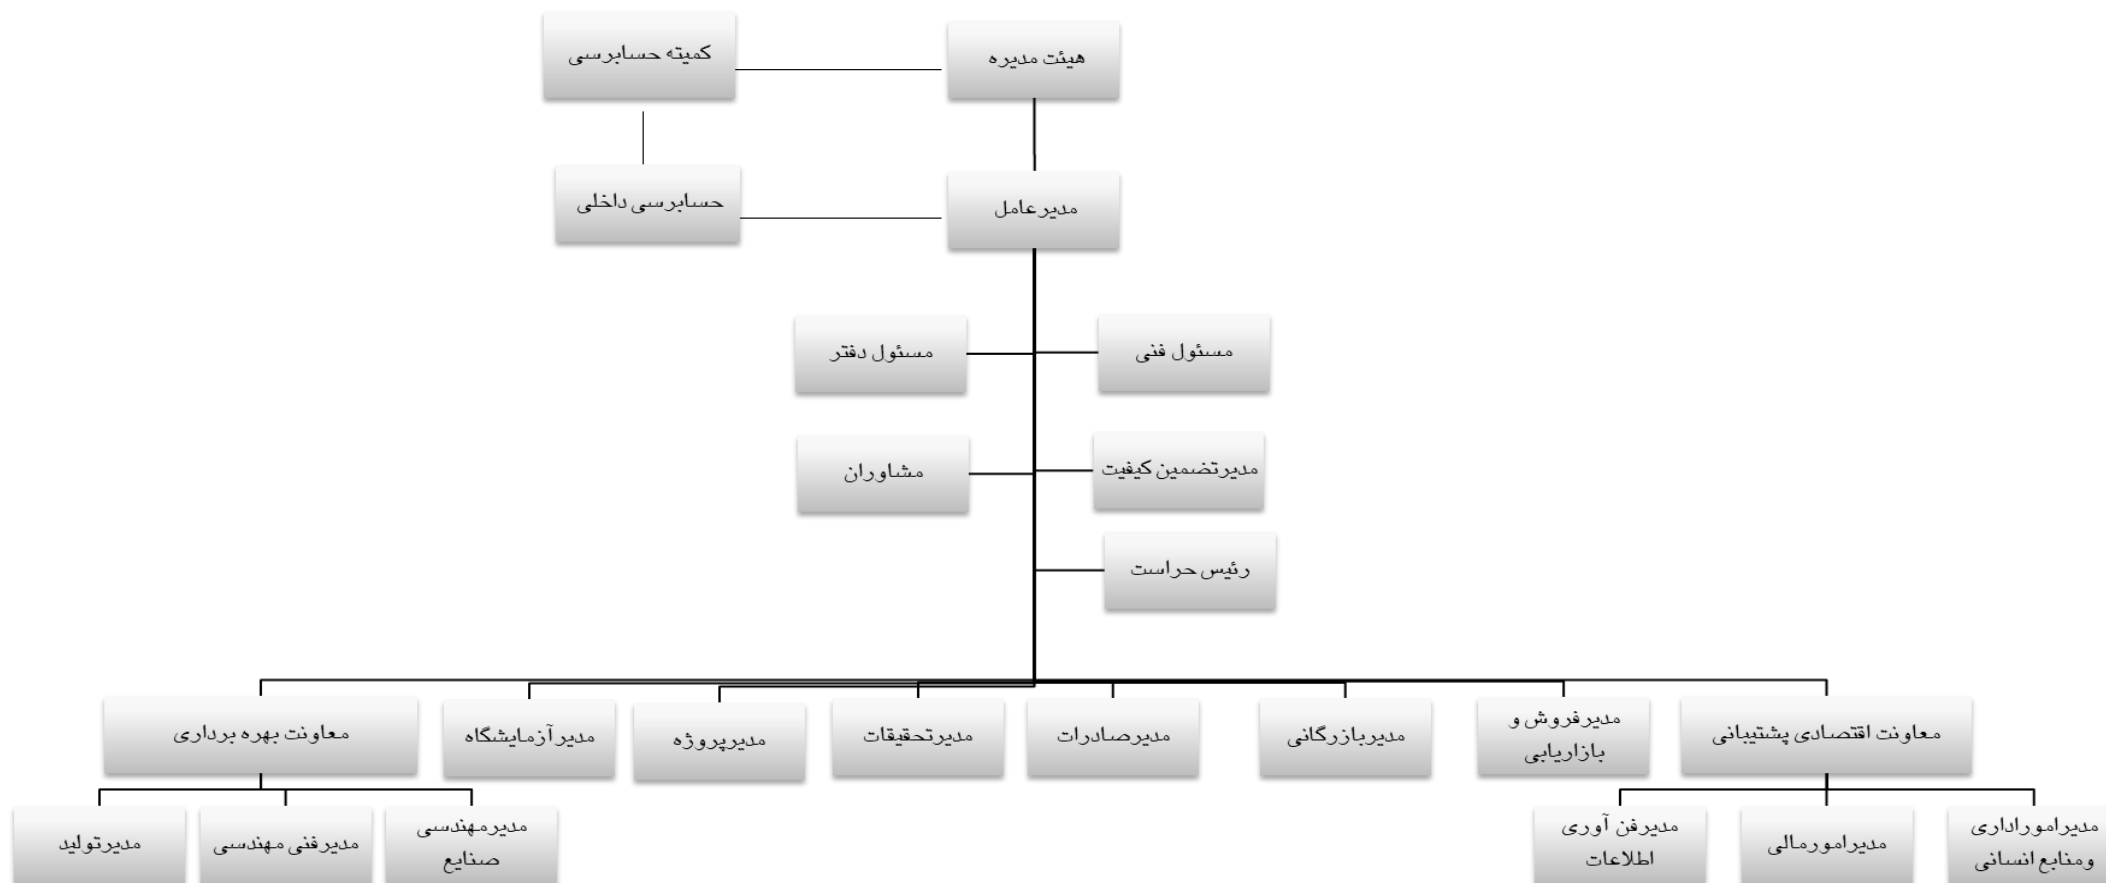 هیئت مدیره
کمیته حسابرسی
مدیرعامل
حسابرسی داخلی
مسئول فنی
مسئول دفتر
مدیرتضمین کیفیت
مشاوران
رئیس حراست
معاونت اقتصادی پشتیبانی
مدیرفروش و
بازاریابی
مدیربازرگانی
مدیرصادرات
مدیرتحقیقات
مدیرپروژه
مدیرآزمایشگاه
معاونت بهره برداری
مدیراموراداری
ومنابع انسانی
مدیرامورمالی
مدیرفن آوری
اطلاعات
مدیرمهندسی
صنایع
مدیرفنی مهندسی
مدیرتولید